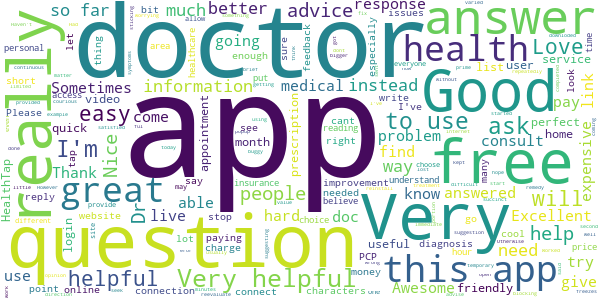 so far
much
better
advice
response
issues
answer
doctor
bit
allow
let
personal
thing
going
enough
feedback
sure
area
healthcare
especially
health
Love
everyone
time
service
Sometimes
information
medical
instead
list
user
look
short
access
video
put
prescription
Good
pay
link
easy
come
really
app
very
free
to use
ask
perfect
Please
write
I've
cant
reading
right
problem
consult
home
quick
done
I'm
Nice
appointment
see
month
Thank
tap
say
people
improvement
needed
believe
find
way
understand
many
expensive
HealthTap
reply
great
Dr
able
insurance
choice
doc
know
answered
will
Excellent
help
live
stop
different
website
login
site
lot
hard
useful
diagnosis
hour
need
cool
price
try
question
this app
use
helpful
point
online
connection
Very helpful
paying
charge
connect
characters
PCP
money
Awesome
friendly
give